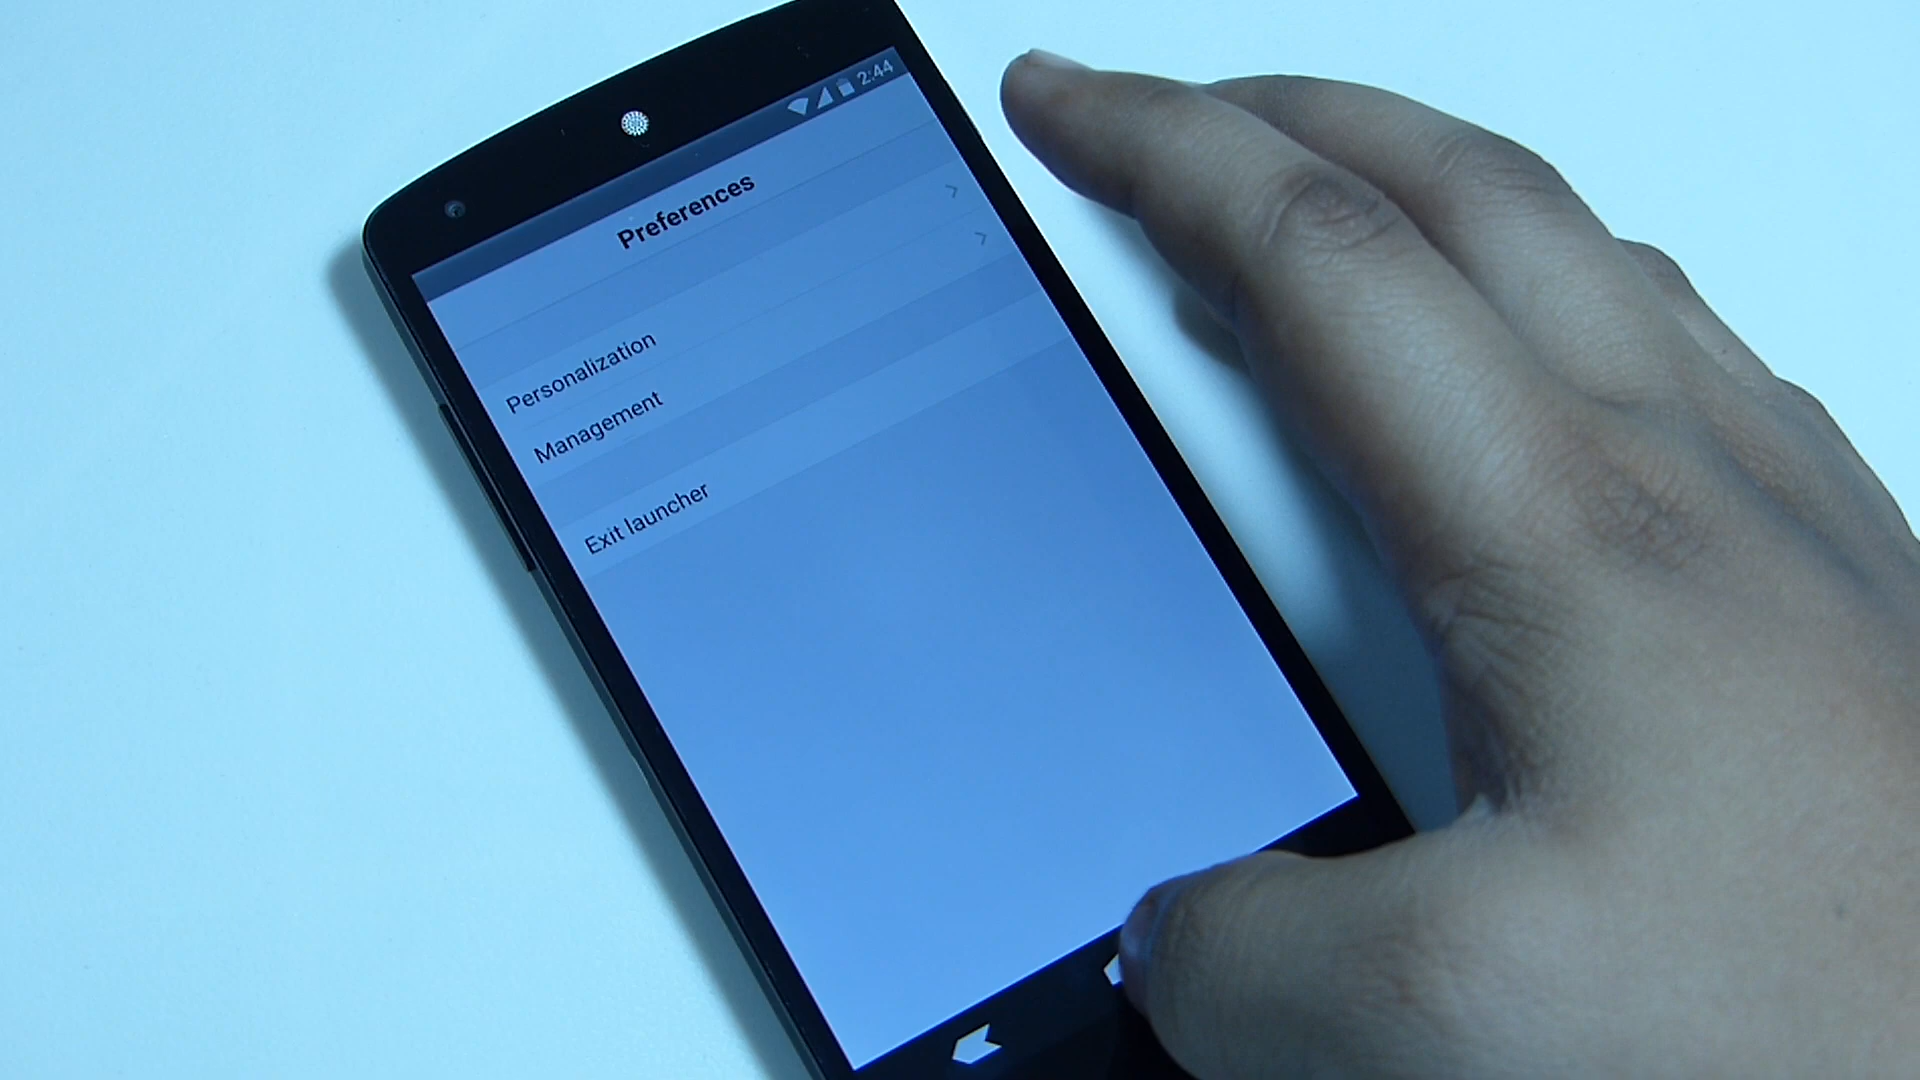 2:44
Preferences
Personalization
Management
Exit launcher